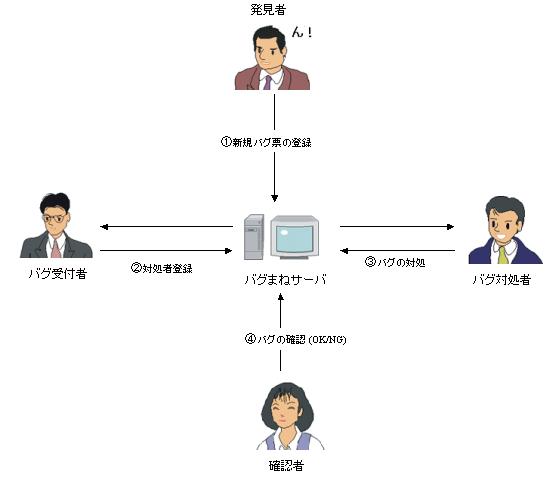 発見者
ん!
①新規バグ票の登録
バグ受付者
②対処者登録
バグまねサーバ
③バグの対処
バグ対処者
④バグの確認(OK/NG)
確認者